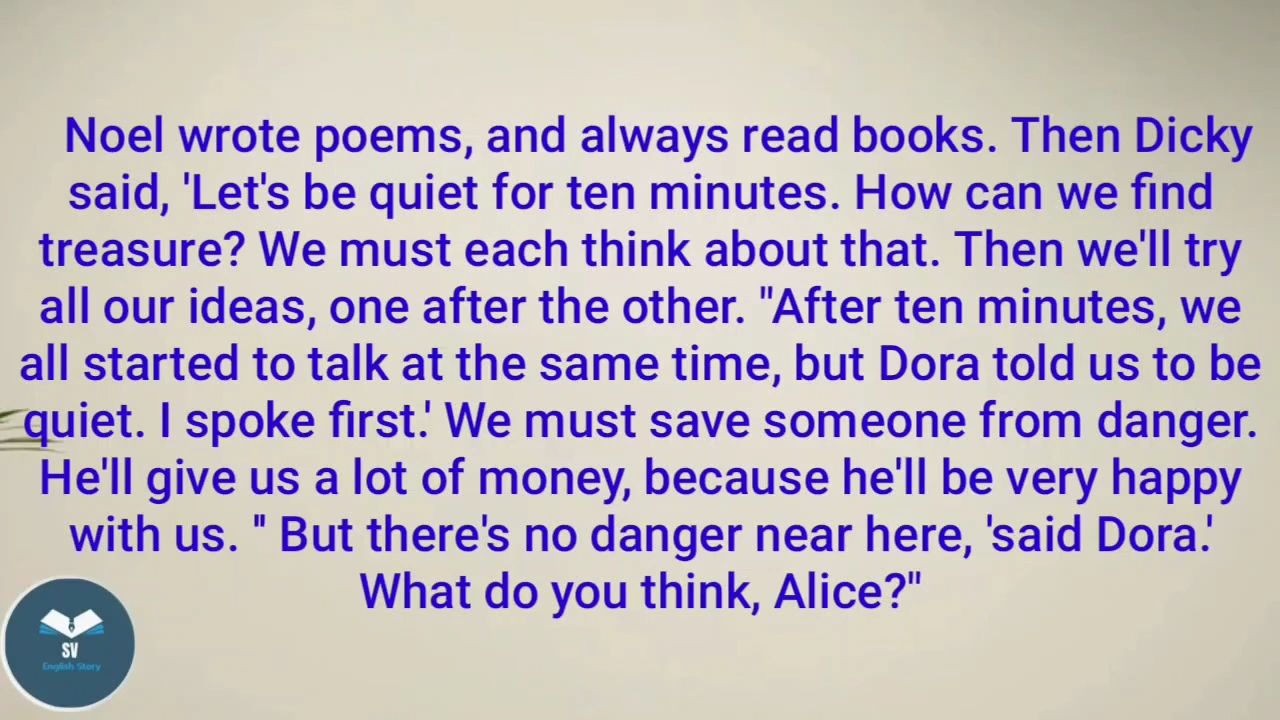 Noel wrote poems, and always read books. Then Dicky
said, 'Let's be quiet for ten minutes. How can we find
treasure? We must each think about that. Then we'll try
all our ideas, one after the other. "After ten minutes, we
all started to talk at the same time, but Dora told us to be
quiet. I spoke first.' We must save someone from danger.
He'll give us a lot of money, because he'll be very happy
with us. " But there's no danger near here, 'said Dora.'
What do you think, Alice?"
SV
English Story